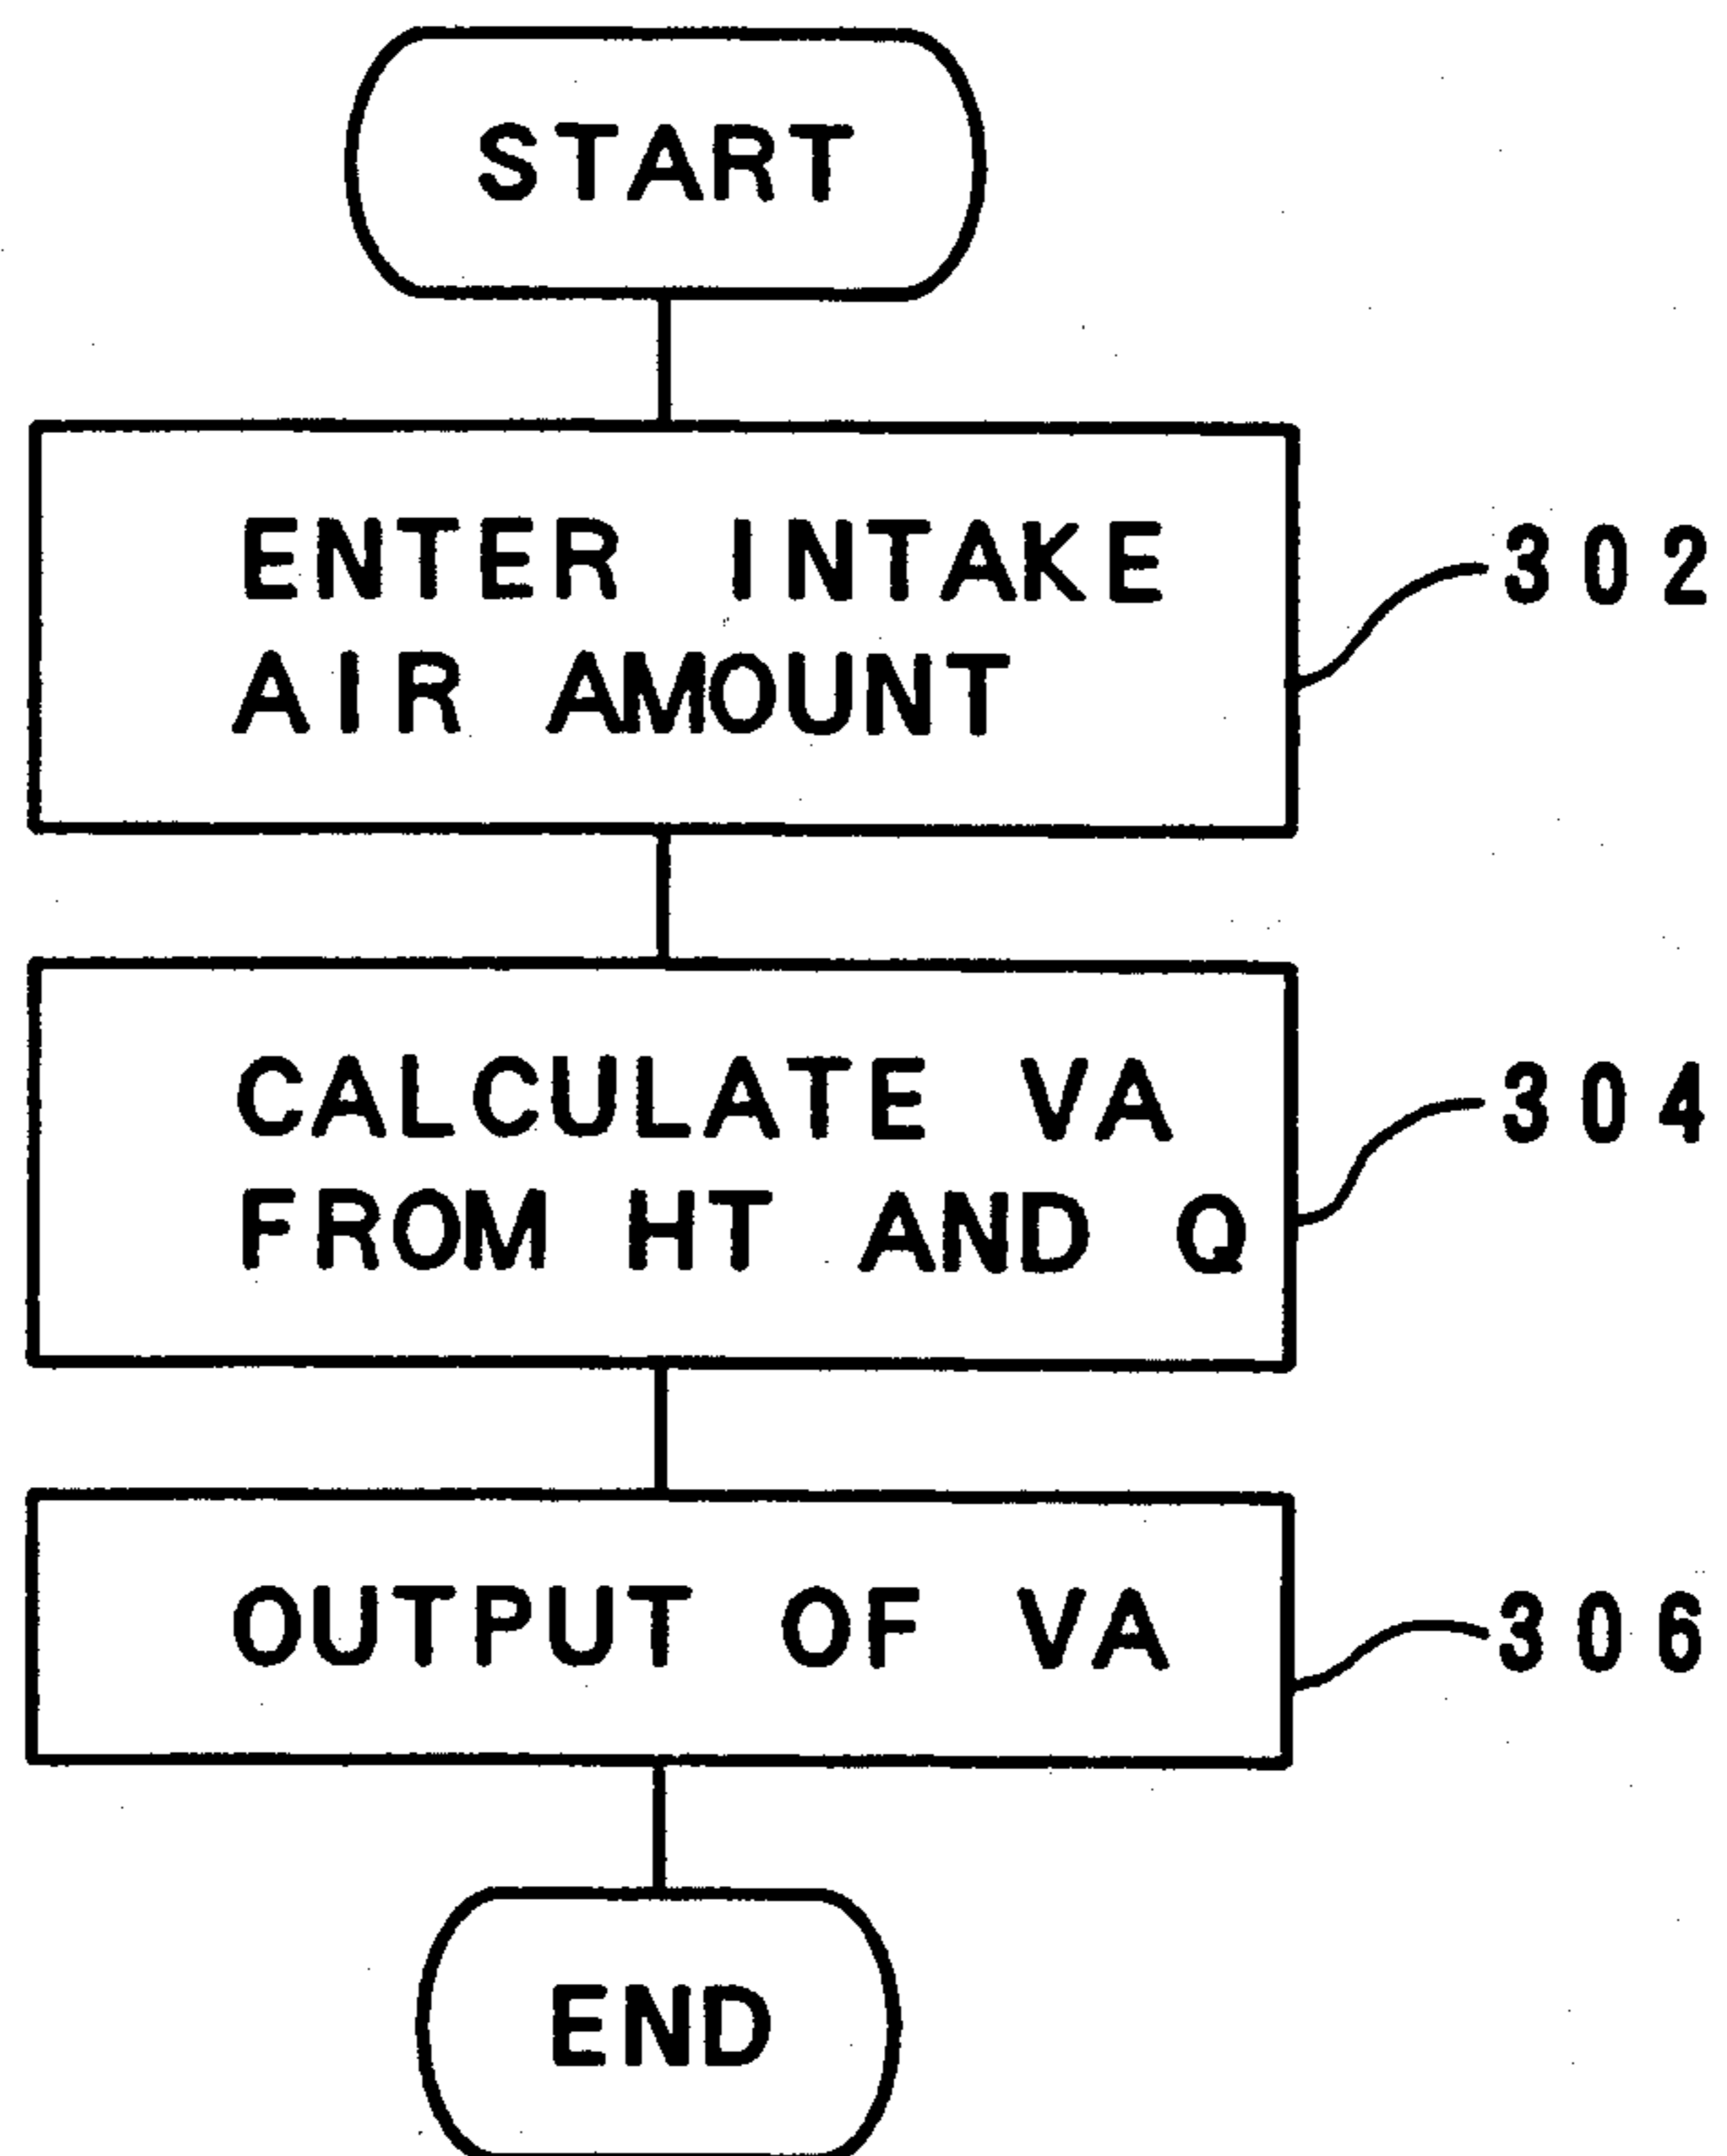 START
ENTER INTAKE
AIR AMOUNT
302
CALCULATE VA
FROM HT AND Q
304
OUTPUT OF VA
306
END